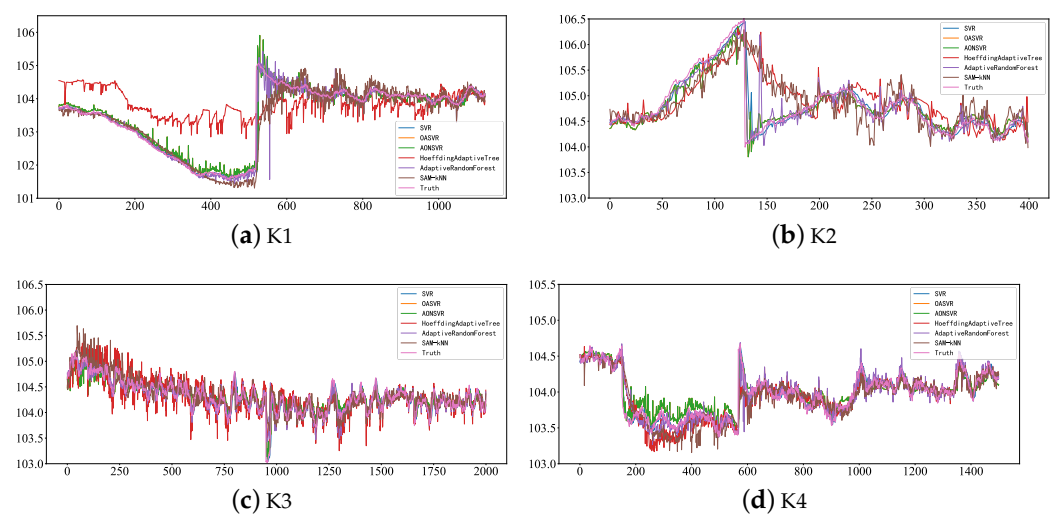 106
105
104
103
102
101
0
200
400
600
800
1000
SVR
OASVR
AONSVR
HoeffdingAdaptiveTree
AdaptiveRandomForest
SAM-kNN
Truth
(a) K1
106.5
106.0
105.5
105.0
104.5
104.0
103.5
103.0
0
50
100
150
200
250
300
350
400
SVR
OASVR
AONSVR
HoeffdingAdaptiveTree
AdaptiveRandomForest
SAM-kNN
Truth
(b) K2
106.5
106.0
105.5
105.0
104.5
104.0
103.5
103.0
0
250
500
750
1000
1250
1500
1750
2000
SVR
OASVR
AONSVR
HoeffdingAdaptiveTree
AdaptiveRandomForest
SAM-kNN
Truth
(c) K3
105.5
105.0
104.5
104.0
103.5
103.0
0
200
400
600
800
1000
1200
1400
SVR
OASVR
AONSVR
HoeffdingAdaptiveTree
AdaptiveRandomForest
SAM-kNN
Truth
(d) K4